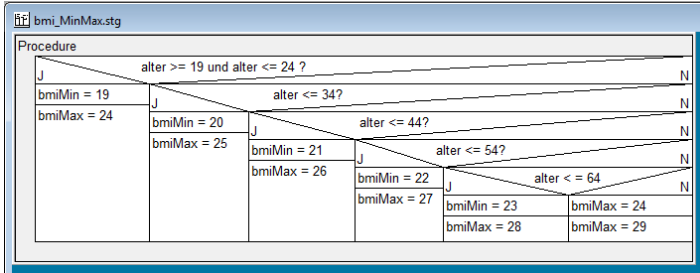 bmi_MinMax.stg
Procedure
alter >= 19 und alter <= 24 ?
J N
bmiMin = 19
bmiMax = 24
alter <= 34?
J N
bmiMin = 20
bmiMax = 25
alter <= 44?
J N
bmiMin = 21
bmiMax = 26
alter <= 54?
J N
bmiMin = 22
bmiMax = 27
alter < = 64
J N
bmiMin = 23
bmiMax = 28
bmiMax = 24
bmiMax = 29